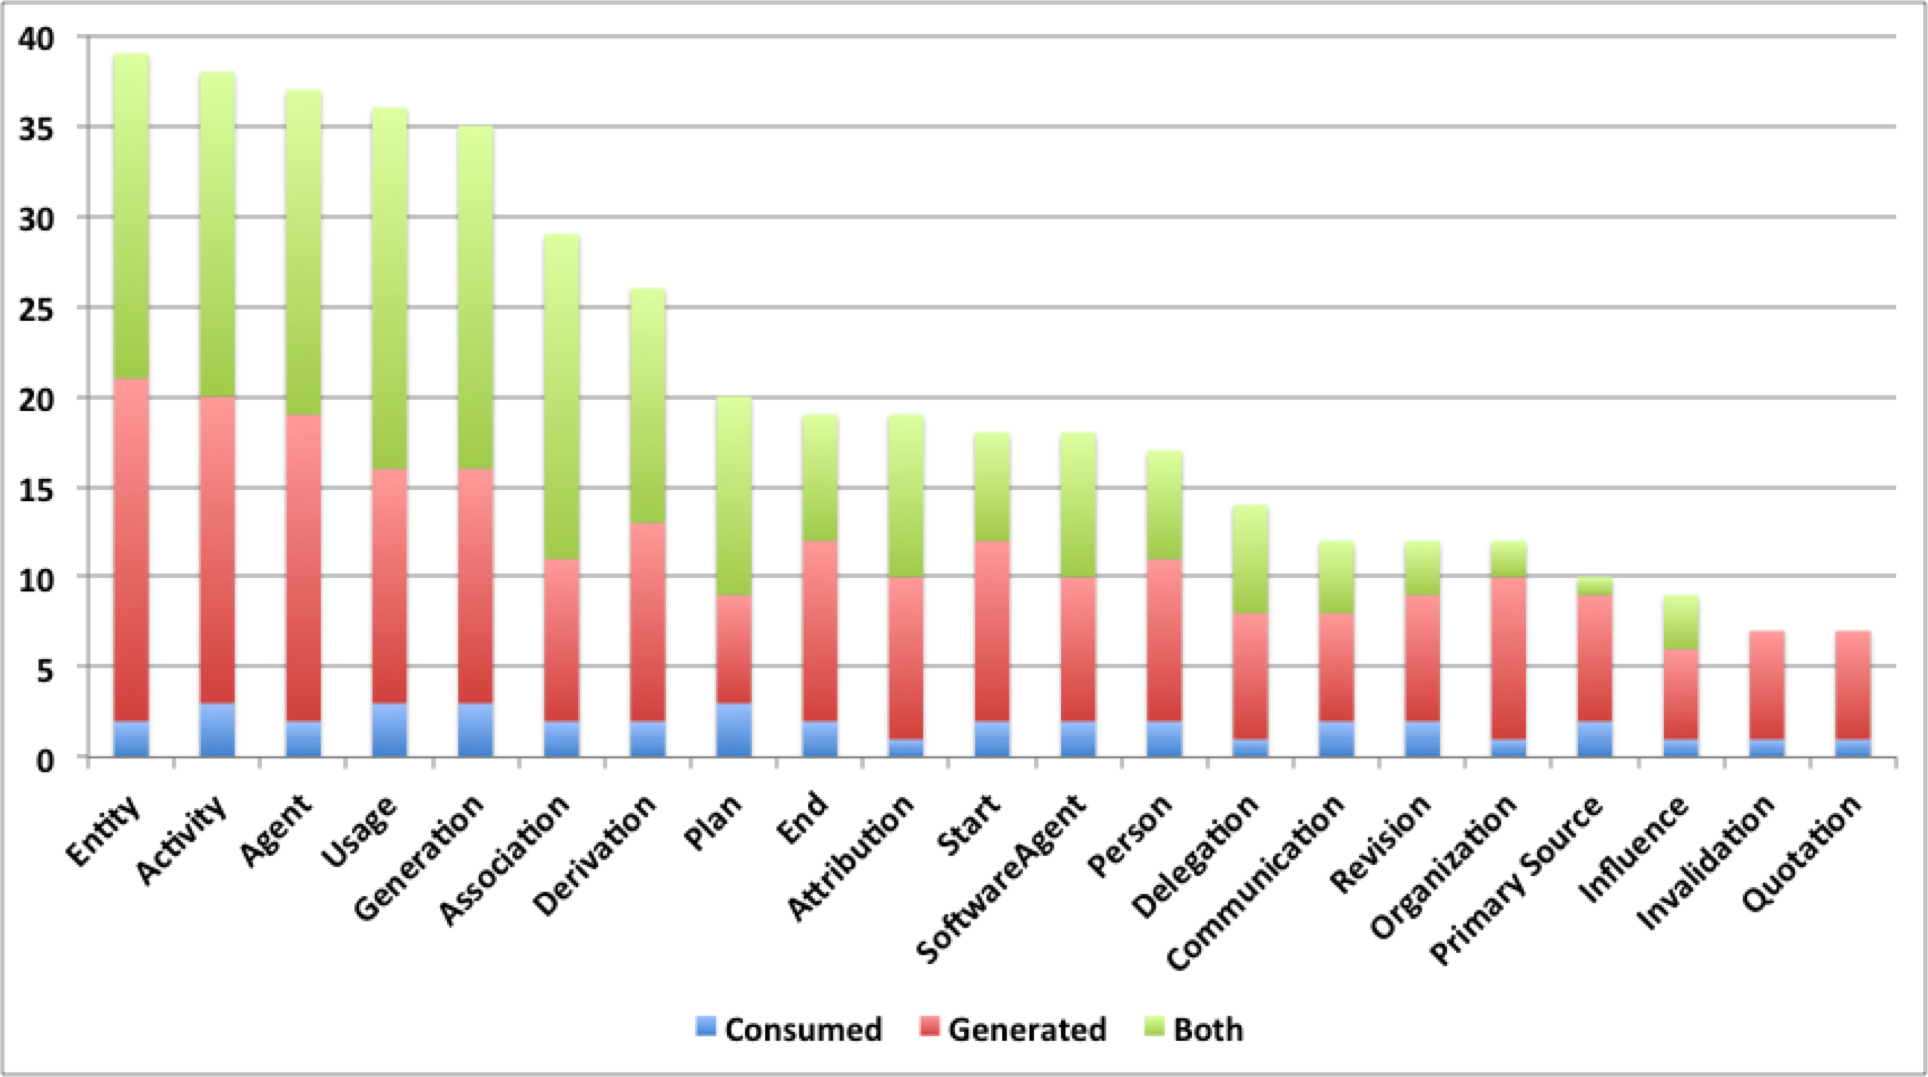 40
35
30
25
20
15
10
5
0
Entity
Activity
Agent
Usage
Generation
Association
Derivation
Plan
End
Attribution
Start
SoftwareAgent
Person
Delegation
Communication
Revision
Organization
Primary Source
Influence
Invalidation
Quotation
Consumed Generated Both